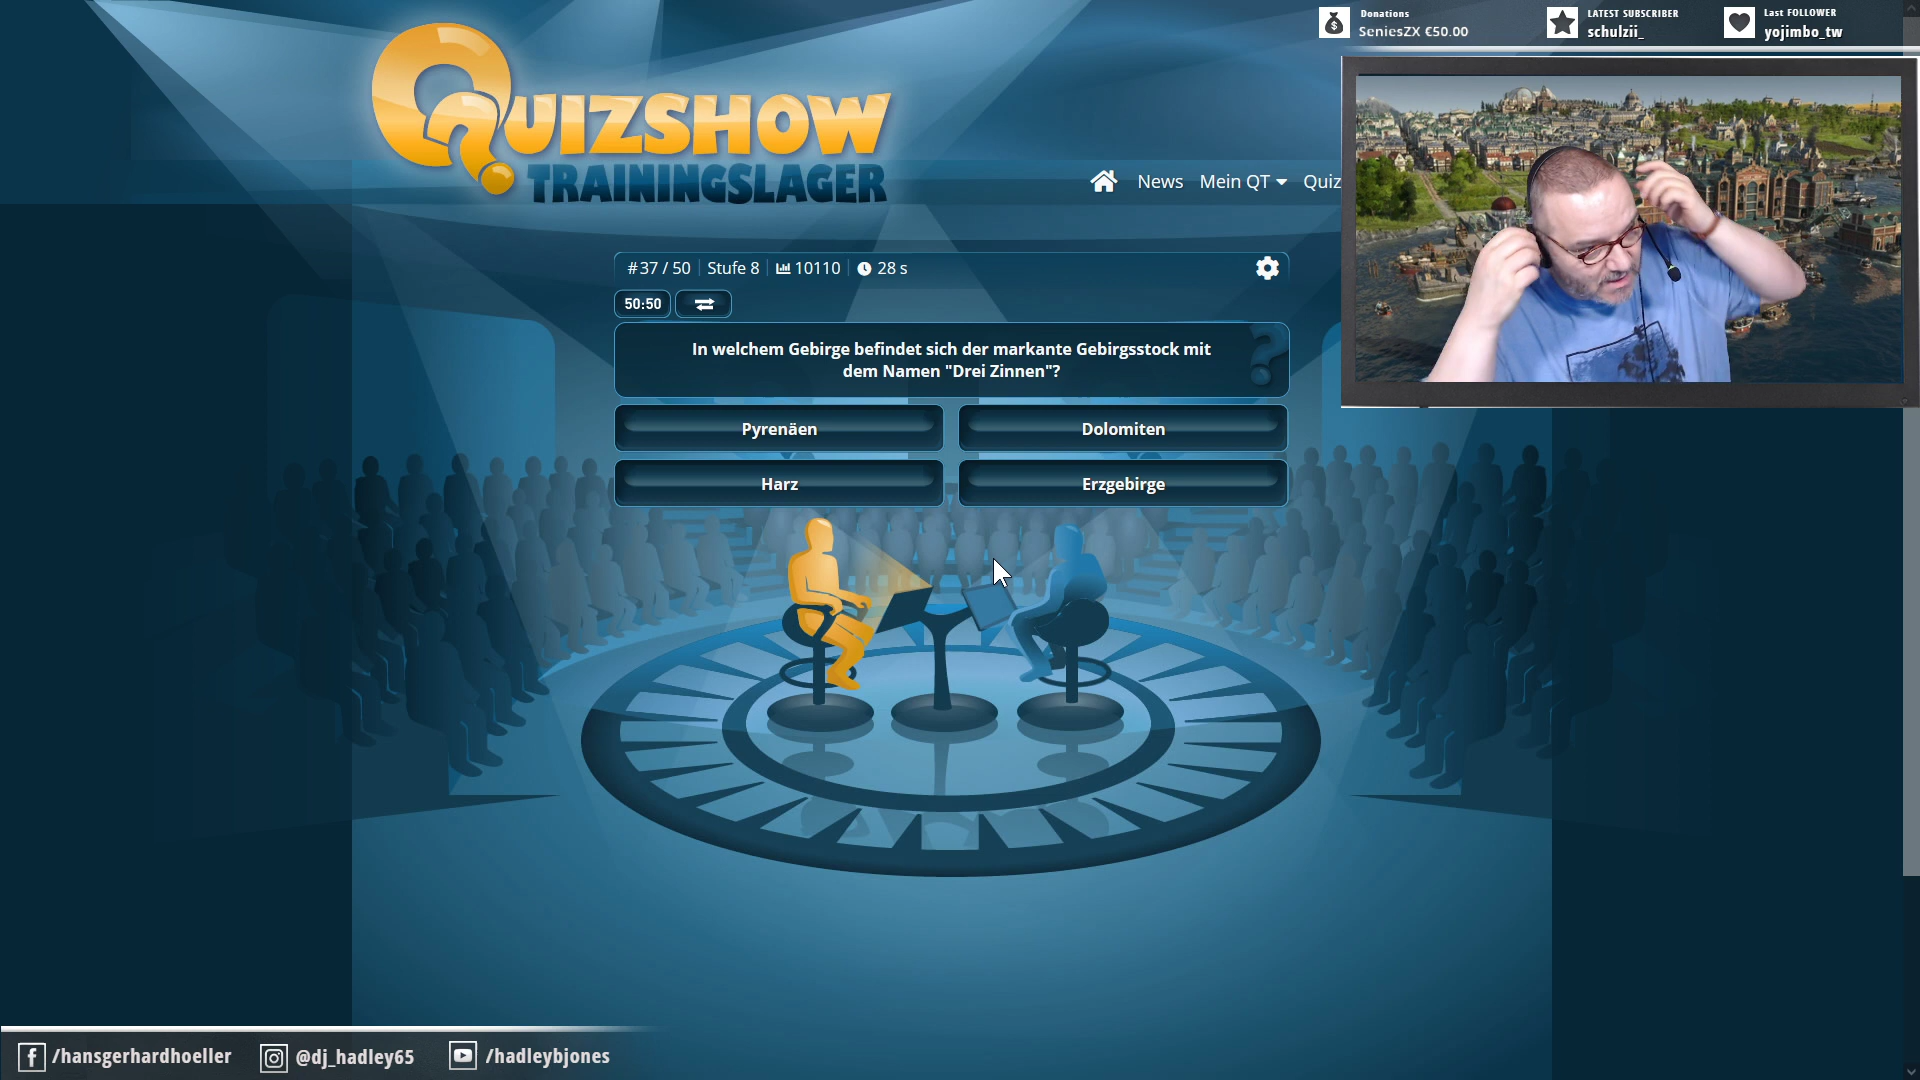 Donations
SeniesZX €50.00
LATEST SUBSCRIBER
schulzii_
Last FOLLOWER
yojimbo_tw
QUIZSHOW
TRAININGSLAGER
News
Mein QT
Quiz
#37 / 50
Stufe 8
10110
28 s
50:50
In welchem Gebirge befindet sich der markante Gebirgsstock mit
dem Namen "Drei Zinnen"?
Pyrenäen
Dolomiten
Harz
Erzgebirge
/hansgerhardhoeller
@dj_hadley65
/hadleybjones